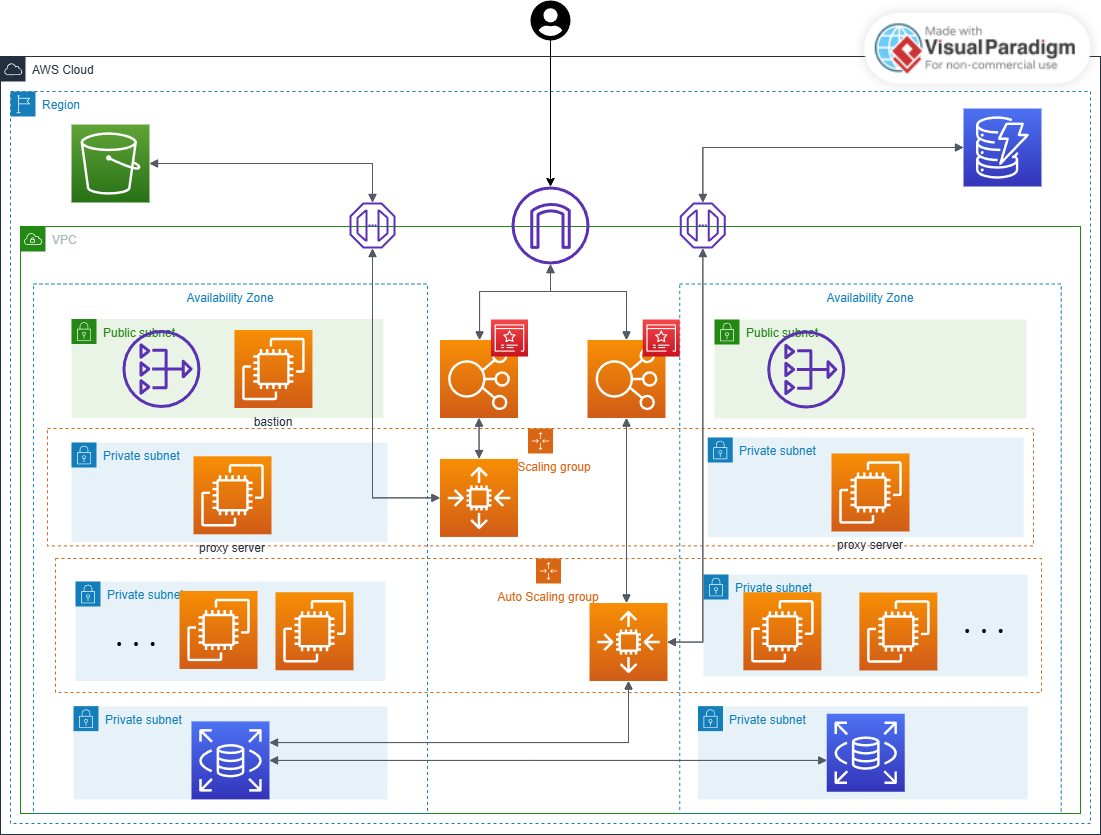 Made with
Visual Paradigm
For non-commercial use
AWS Cloud
Region
VPC
Availability Zone
Availability Zone
Public subnet
Public subnet
bastion
Private subnet
Scaling group
Private subnet
proxy server
proxy server
Private subnet
Auto Scaling group
Private subnet
. . .
. . .
Private subnet
Private subnet